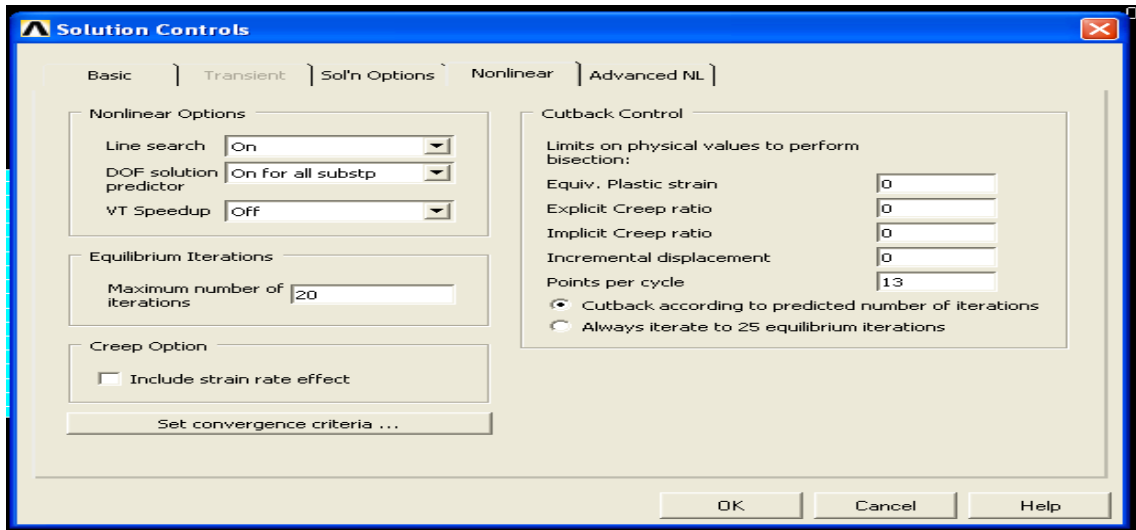 Solution Controls
Basic
Transient
Sol'n Options
Nonlinear
Advanced NL
Nonlinear Options
Line search
On
DOF solution
predictor
On for all substp
VT Speedup
Off
Equilibrium Iterations
Maximum number of
iterations
20
Creep Option
Include strain rate effect
Set convergence criteria ...
Cutback Control
Limits on physical values to perform
bisection:
Equiv. Plastic strain
0
Explicit Creep ratio
0
Implicit Creep ratio
0
Incremental displacement
0
Points per cycle
13
Cutback according to predicted number of iterations
Always iterate to 25 equilibrium iterations
OK
Cancel
Help